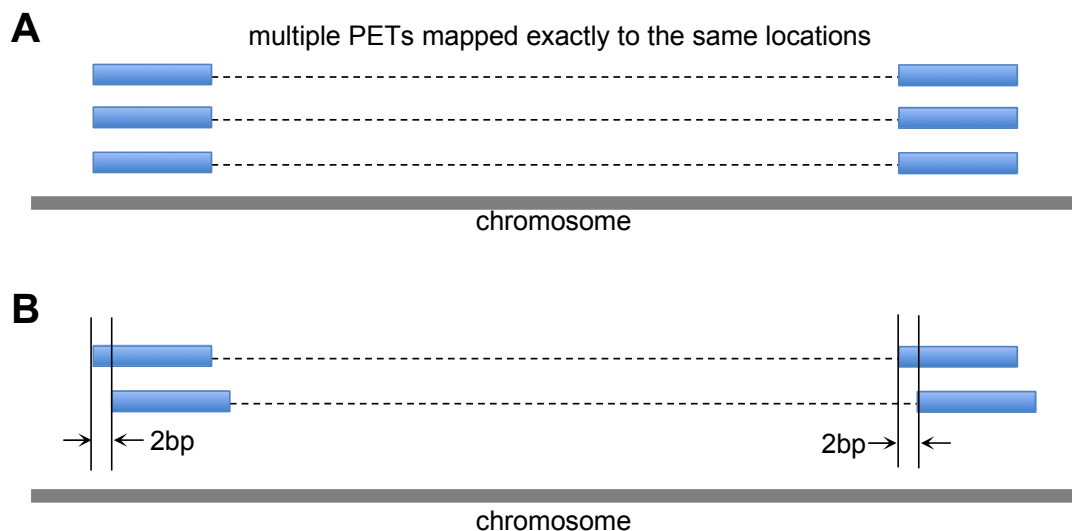 A
multiple PETs mapped exactly to the same locations
chromosome
B
2bp
2bp
chromosome